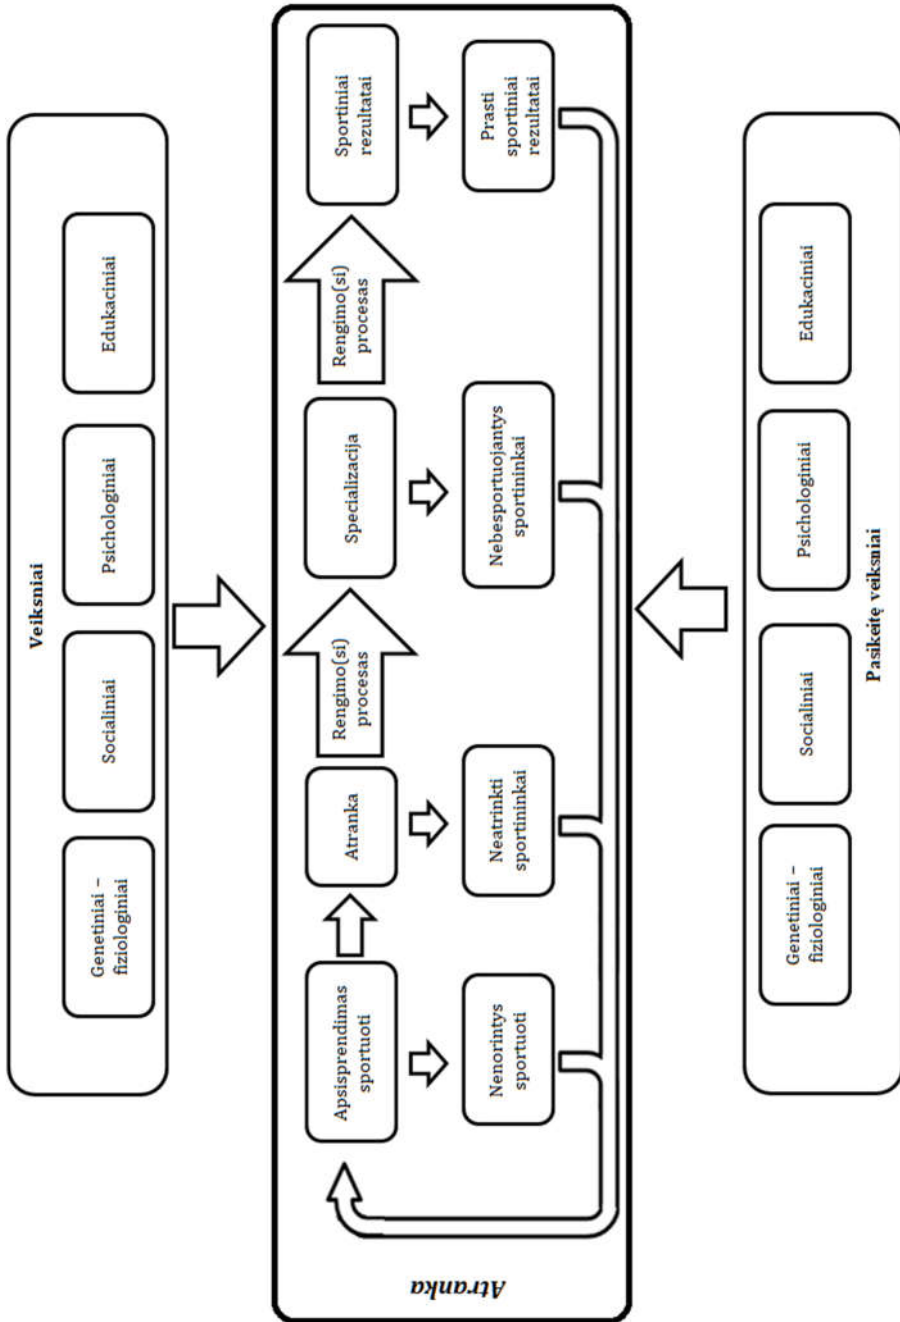 Veiksniai
Genetiniai –
fiziologiniai
Socialiniai
Psichologiniai
Edukaciniai
Atranka
Apsisprendimas
sportuoti
Atranka
Rengimo(si)
procesas
Specializacija
Rengimo(si)
procesas
Sportiniai
rezultatai
Nenorintys
sportuoti
Neatrinkti
sportininkai
Nebesportuojantys
sportininkai
Prasti
sportiniai
rezultatai
Genetiniai –
fiziologiniai
Socialiniai
Psichologiniai
Edukaciniai
Pasikeitę veiksniai